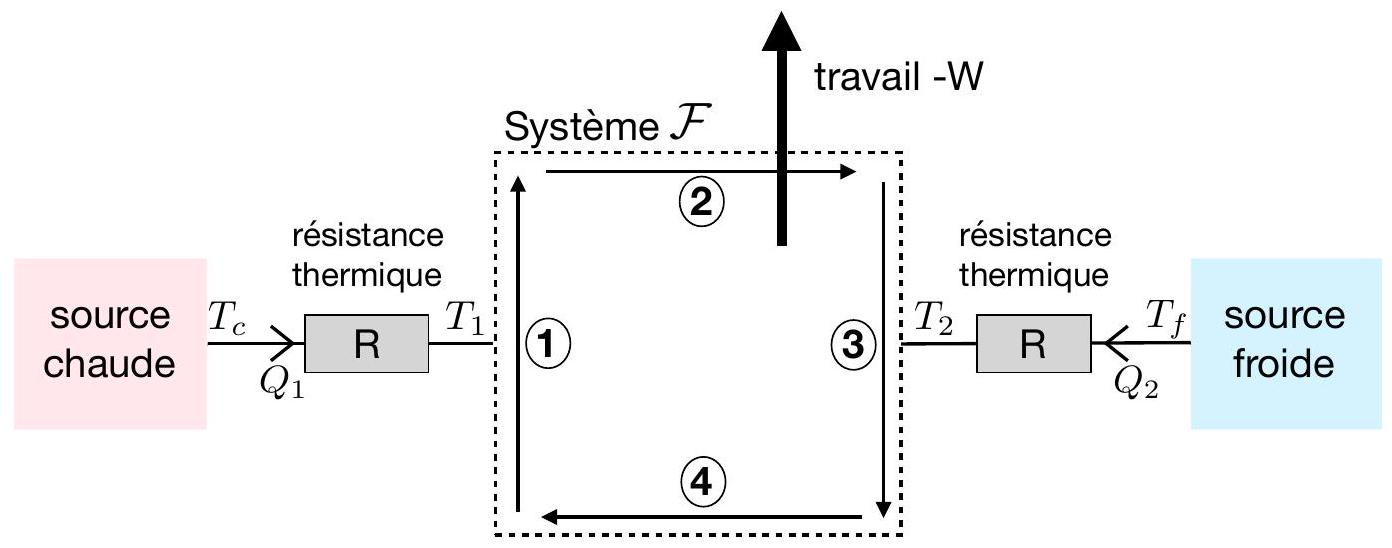 travail -W
Système ℱ
②
résistance
thermique
résistance
thermique
source
chaude
T_c
R
T_1
①
③
T_2
R
T_f
source
froide
Q_1
Q_2
④